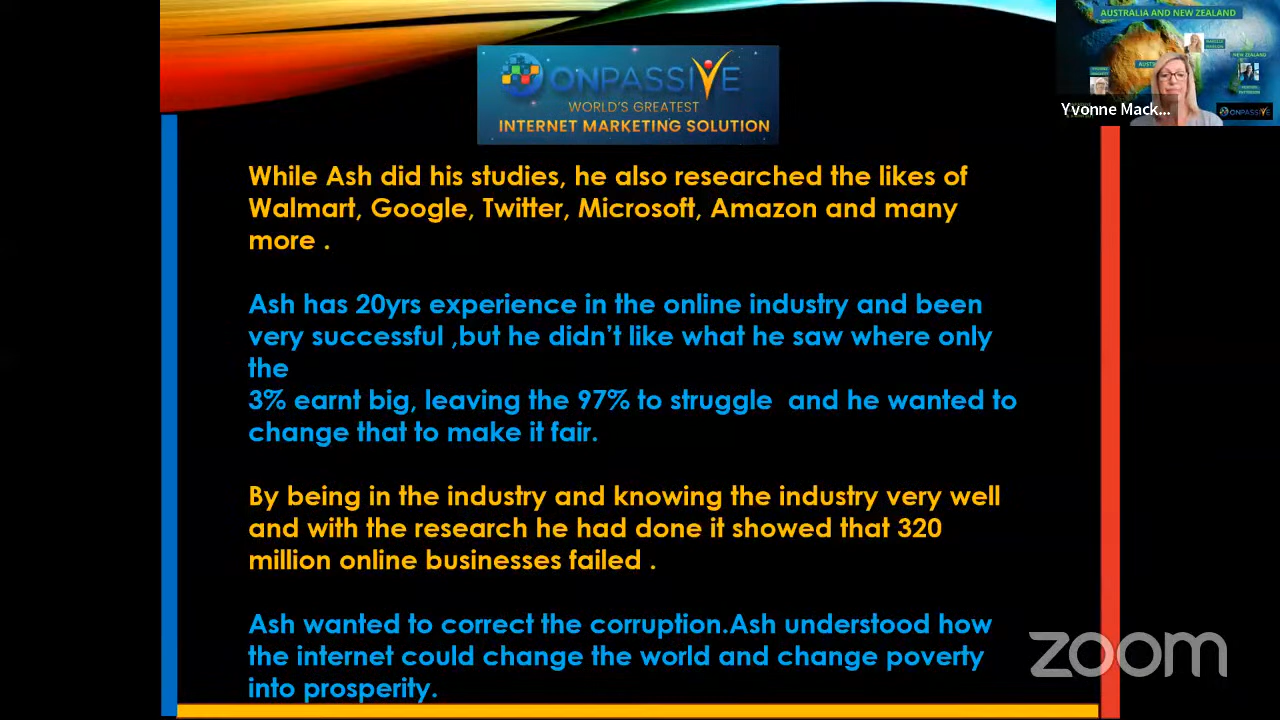 AUSTRALIA AND NEW ZEALAND
Yvonne Mack...
ONPASSIVE
ONPASSIVE
WORLD'S GREATEST
INTERNET MARKETING SOLUTION
While Ash did his studies, he also researched the likes of
Walmart, Google, Twitter, Microsoft, Amazon and many
more .
Ash has 20yrs experience in the online industry and been
very successful ,but he didn't like what he saw where only
the
3% earnt big, leaving the 97% to struggle  and he wanted to
change that to make it fair.
By being in the industry and knowing the industry very well
and with the research he had done it showed that 320
million online businesses failed .
Ash wanted to correct the corruption.Ash understood how
the internet could change the world and change poverty
into prosperity.
zoom